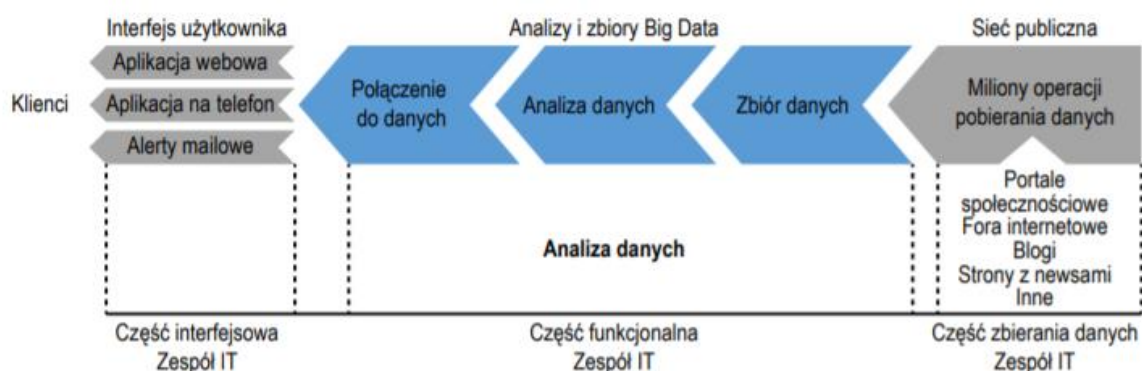 Interfejs użytkownika
Analizy i zbiory Big Data
Sieć publiczna
Klienci
Aplikacja webowa
Aplikacja na telefon
Alerty mailowe
Połączenie
do danych
Analiza danych
Zbiór danych
Miliony operacji
pobierania danych
Portale
społecznościowe
Fora internetowe
Blogi
Strony z newsami
Inne
Analiza danych
Część interfejsowa
Zespół IT
Część funkcjonalna
Zespół IT
Część zbierania danych
Zespół IT